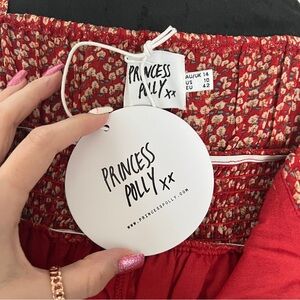 PRINCESS
POLLY xx
AU/UK 14
US 10
EU 42
PRINCESS
POLLY xx
WWW.PRINCESSPOLLY.COM